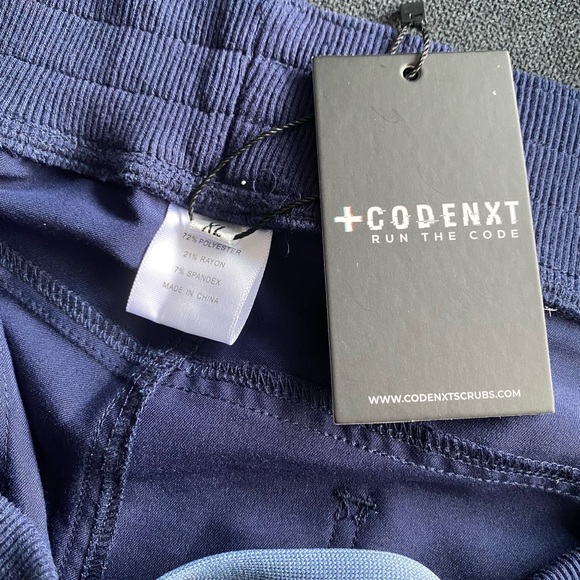 +CODENXT
RUN THE CODE
WWW.CODENXTSCRUBS.COM
XL
72% POLYESTER
21% RAYON
7% SPANDEX
MADE IN CHINA